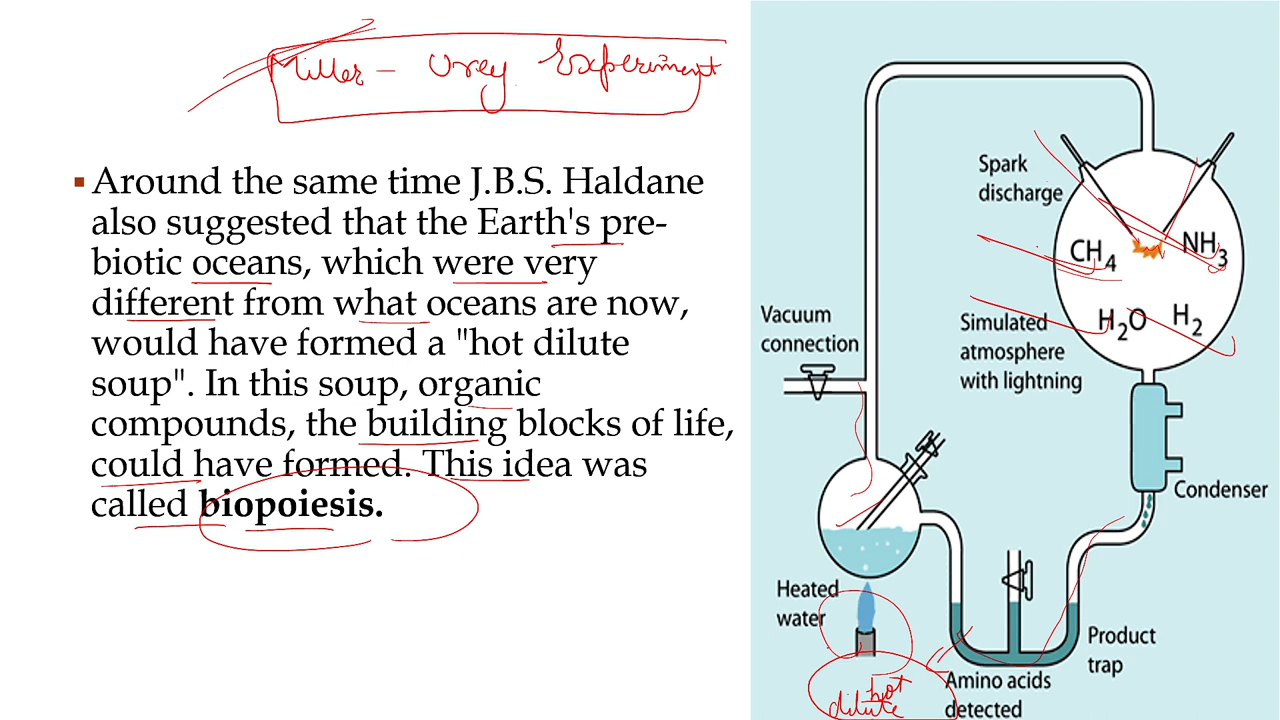 Miller - Urey Experiment
▪ Around the same time J.B.S. Haldane
also suggested that the Earth's pre-
biotic oceans, which were very
different from what oceans are now,
would have formed a "hot dilute
soup". In this soup, organic
compounds, the building blocks of life,
could have formed. This idea was
called biopoiesis.
Spark
discharge
CH₄
NH₃
H₂O
H₂
Simulated
atmosphere
with lightning
Vacuum
connection
Condenser
Heated
water
Product
trap
Amino acids
detected
hot
dilute